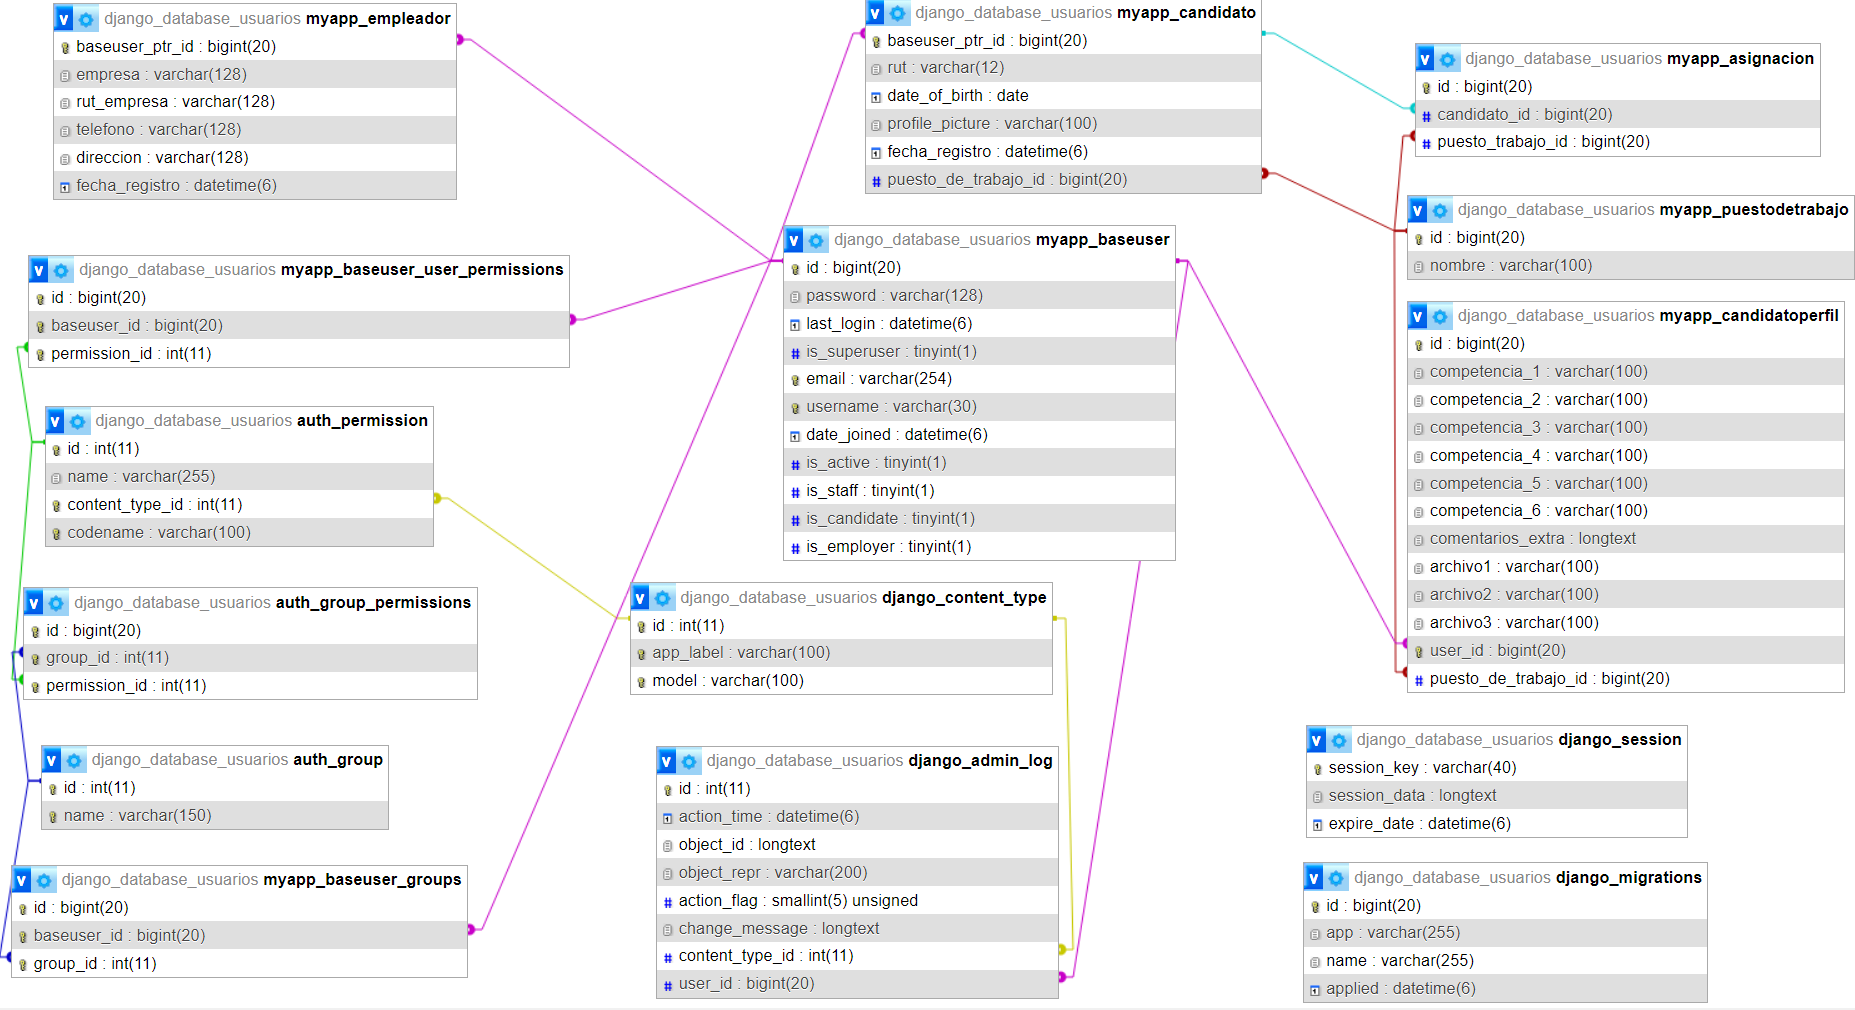 django_database_usuarios myapp_empleador
baseuser_ptr_id : bigint(20)
empresa : varchar(128)
rut_empresa : varchar(128)
telefono : varchar(128)
direccion : varchar(128)
fecha_registro : datetime(6)
django_database_usuarios myapp_candidato
baseuser_ptr_id : bigint(20)
rut : varchar(12)
date_of_birth : date
profile_picture : varchar(100)
fecha_registro : datetime(6)
puesto_de_trabajo_id : bigint(20)
django_database_usuarios myapp_asignacion
id : bigint(20)
candidato_id : bigint(20)
puesto_trabajo_id : bigint(20)
django_database_usuarios myapp_puestodetrabajo
id : bigint(20)
nombre : varchar(100)
django_database_usuarios myapp_baseuser
id : bigint(20)
password : varchar(128)
last_login : datetime(6)
is_superuser : tinyint(1)
email : varchar(254)
username : varchar(30)
date_joined : datetime(6)
is_active : tinyint(1)
is_staff : tinyint(1)
is_candidate : tinyint(1)
is_employer : tinyint(1)
django_database_usuarios myapp_baseuser_user_permissions
id : bigint(20)
baseuser_id : bigint(20)
permission_id : int(11)
django_database_usuarios myapp_candidatoperfil
id : bigint(20)
competencia_1 : varchar(100)
competencia_2 : varchar(100)
competencia_3 : varchar(100)
competencia_4 : varchar(100)
competencia_5 : varchar(100)
competencia_6 : varchar(100)
comentarios_extra : longtext
archivo1 : varchar(100)
archivo2 : varchar(100)
archivo3 : varchar(100)
user_id : bigint(20)
puesto_de_trabajo_id : bigint(20)
django_database_usuarios auth_permission
id : int(11)
name : varchar(255)
content_type_id : int(11)
codename : varchar(100)
django_database_usuarios auth_group_permissions
id : bigint(20)
group_id : int(11)
permission_id : int(11)
django_database_usuarios django_content_type
id : int(11)
app_label : varchar(100)
model : varchar(100)
django_database_usuarios auth_group
id : int(11)
name : varchar(150)
django_database_usuarios django_admin_log
id : int(11)
action_time : datetime(6)
object_id : longtext
object_repr : varchar(200)
action_flag : smallint(5) unsigned
change_message : longtext
content_type_id : int(11)
user_id : bigint(20)
django_database_usuarios django_session
session_key : varchar(40)
session_data : longtext
expire_date : datetime(6)
django_database_usuarios myapp_baseuser_groups
id : bigint(20)
baseuser_id : bigint(20)
group_id : int(11)
django_database_usuarios django_migrations
id : bigint(20)
app : varchar(255)
name : varchar(255)
applied : datetime(6)